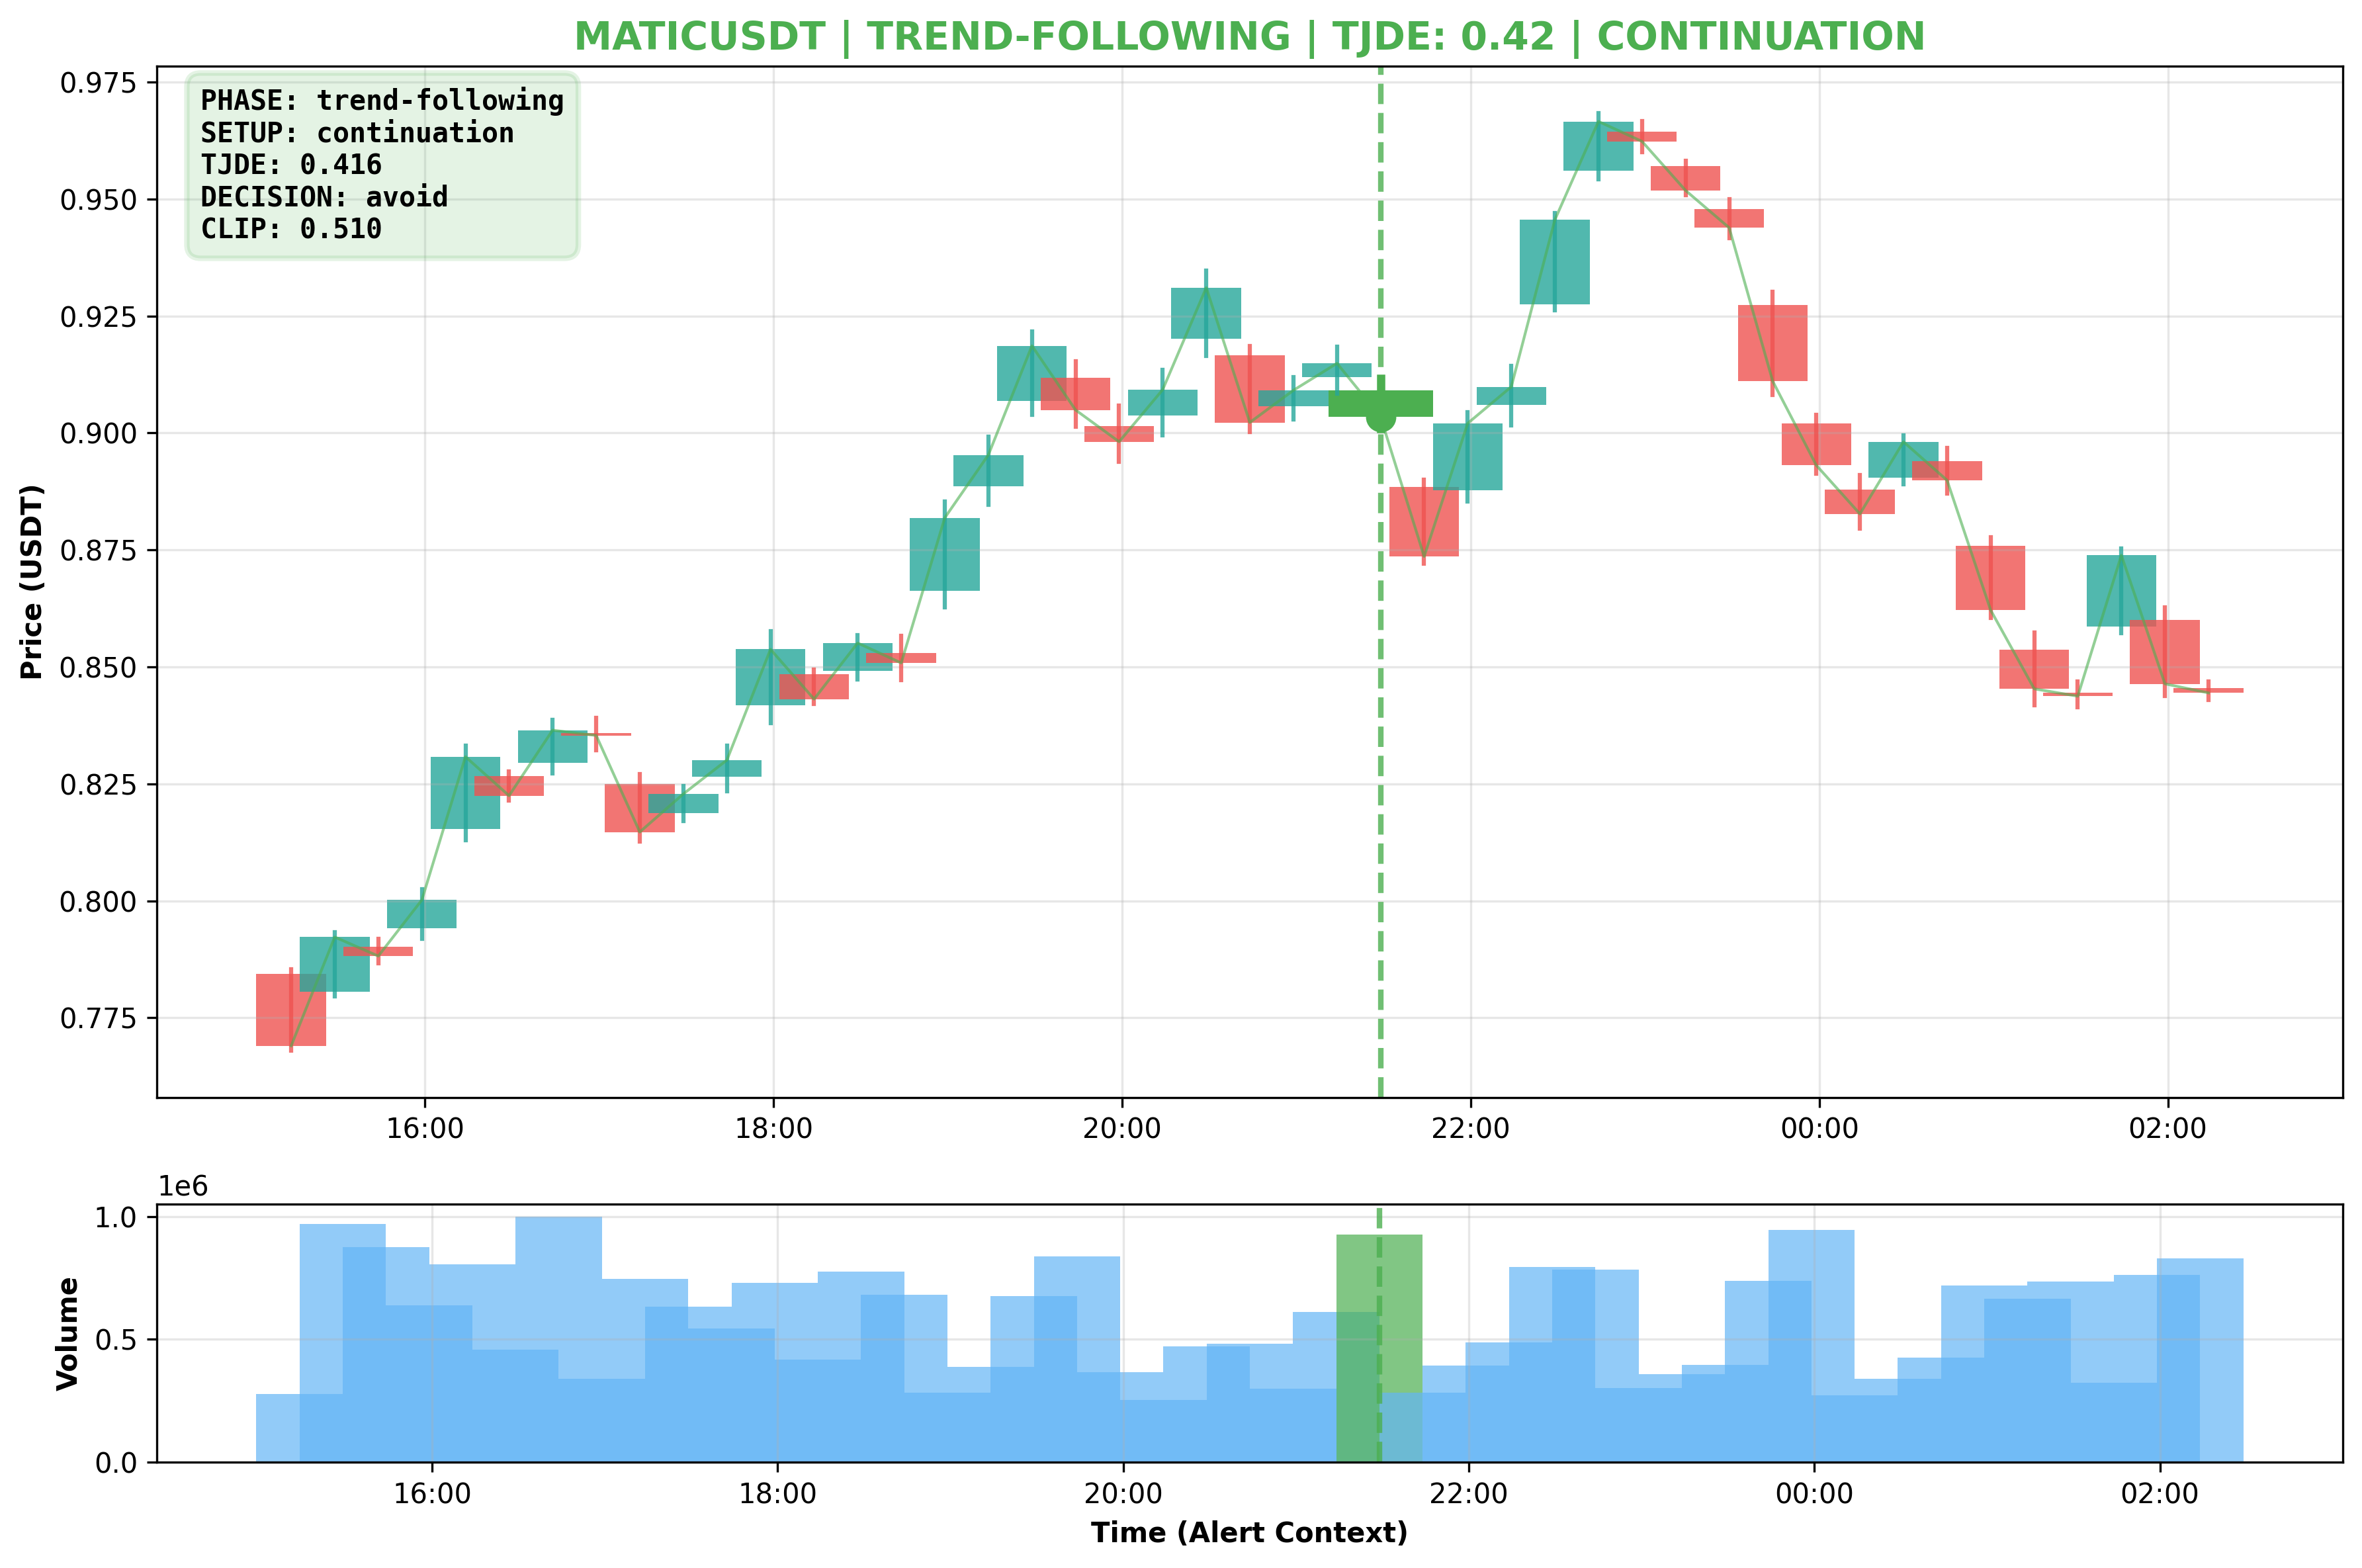 MATICUSDT | TREND-FOLLOWING | TJDE: 0.42 | CONTINUATION
PHASE: trend-following
SETUP: continuation
TJDE: 0.416
DECISION: avoid
CLIP: 0.510
Price (USDT)
0.975
0.950
0.925
0.900
0.875
0.850
0.825
0.800
0.775
16:00 18:00 20:00 22:00 00:00 02:00
1e6
Volume
1.0
0.5
0.0
16:00 18:00 20:00 22:00 00:00 02:00
Time (Alert Context)